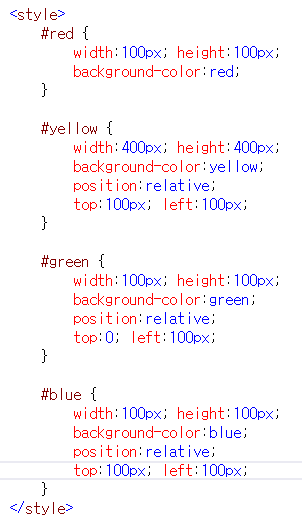 <style>
    #red {
        width:100px; height:100px;
        background-color:red;
    }

    #yellow {
        width:400px; height:400px;
        background-color:yellow;
        position:relative;
        top:100px; left:100px;
    }

    #green {
        width:100px; height:100px;
        background-color:green;
        position:relative;
        top:0; left:100px;
    }

    #blue {
        width:100px; height:100px;
        background-color:blue;
        position:relative;
        top:100px; left:100px;
    }
</style>